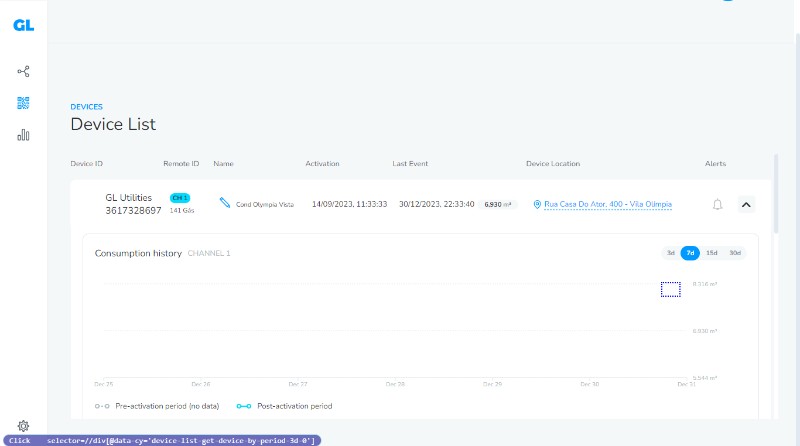 GL
DEVICES
Device List
Device ID Remote ID Name Activation Last Event Device Location Alerts
GL Utilities
3617328697
CH 1
141 Gás
Cond Olympia Vista
14/09/2023, 11:33:33
30/12/2023, 22:33:40
6,930 m³
Rua Casa Do Ator, 400 - Vila Olímpia
Consumption history CHANNEL 1
3d 7d 15d 30d
8,316 m³
6,930 m³
5,544 m³
Dec 25 Dec 26 Dec 27 Dec 28 Dec 29 Dec 30 Dec 31
Pre-activation period (no data) Post-activation period
Click selector=//div[@data-cy='device-list-get-device-by-period-3d-0']